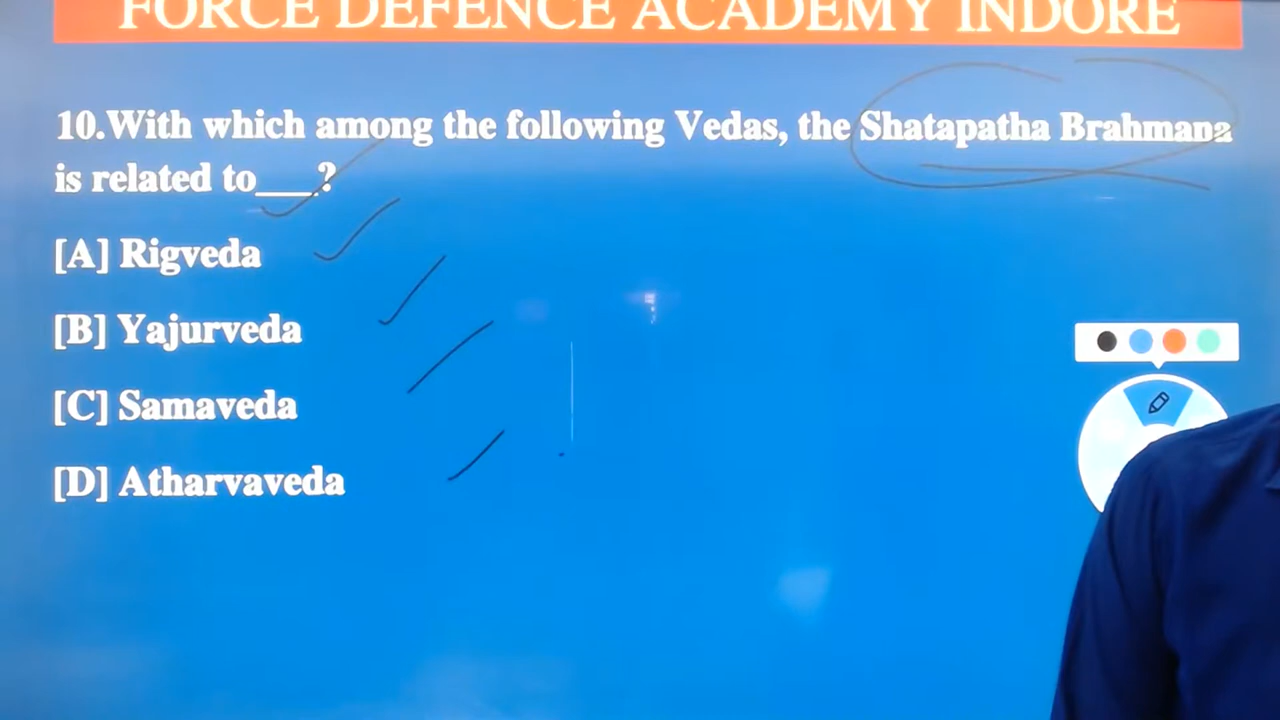 FORCE DEFENCE ACADEMY INDORE
10.With which among the following Vedas, the Shatapatha Brahmana
is related to___?
[A] Rigveda
[B] Yajurveda
[C] Samaveda
[D] Atharvaveda